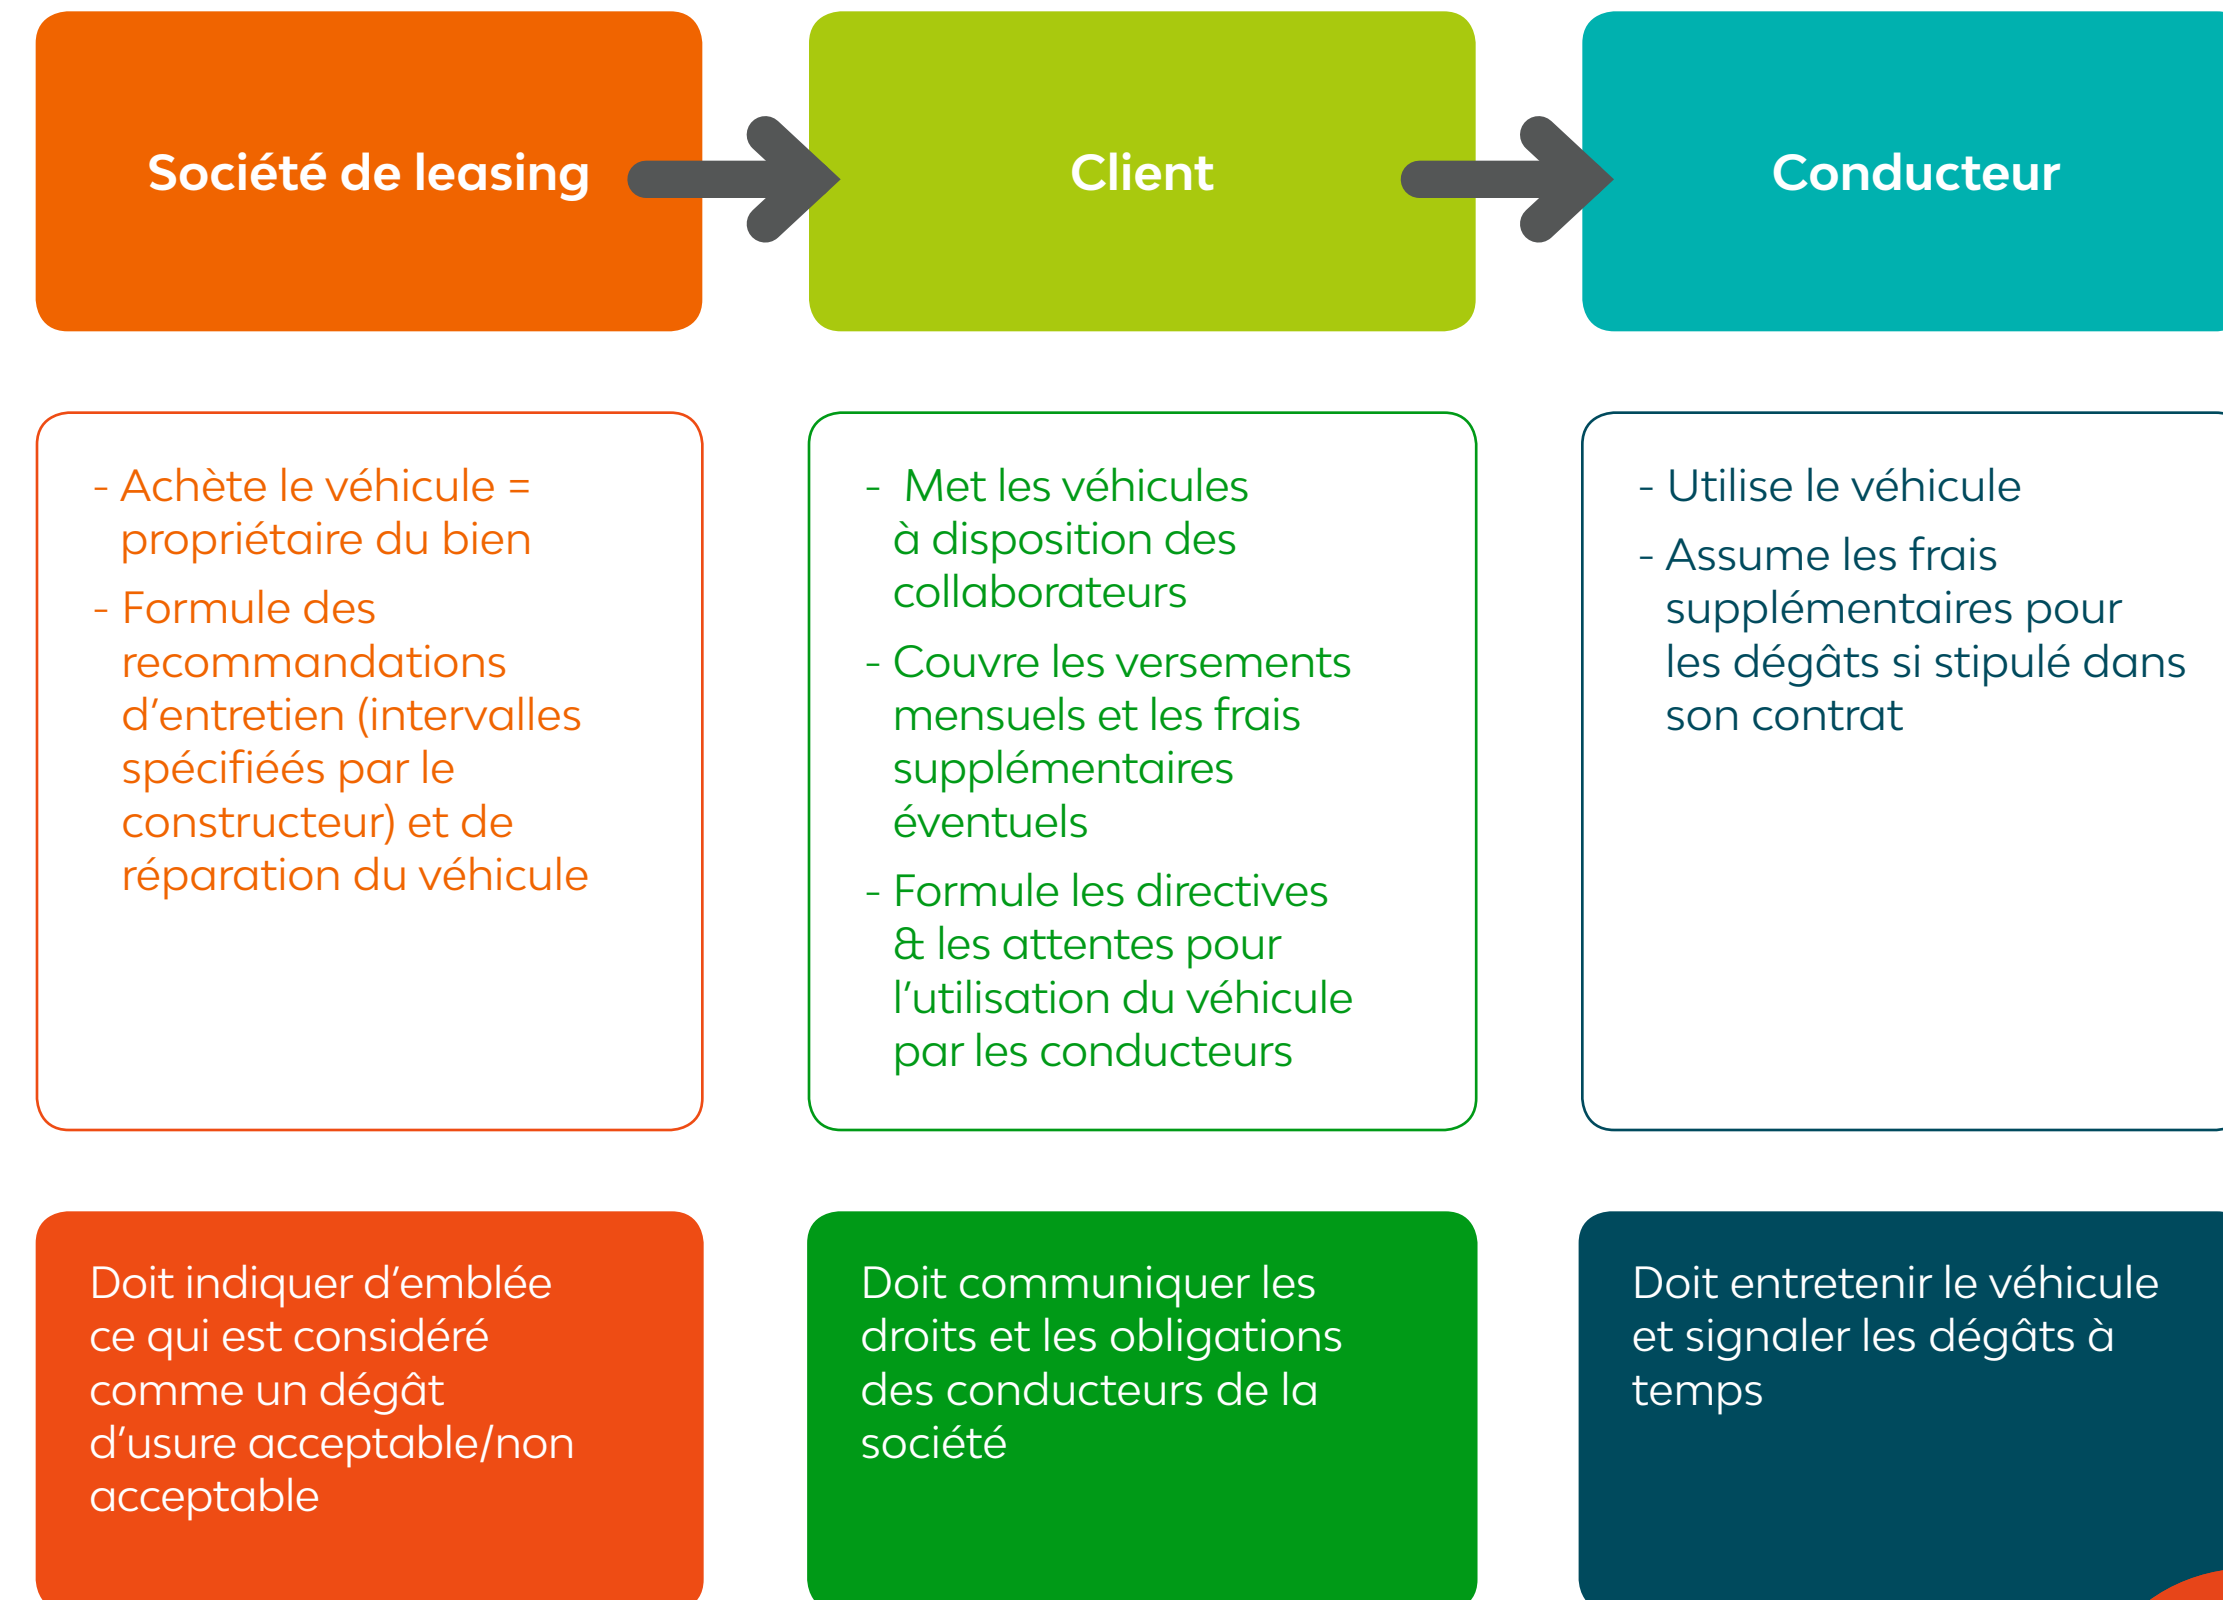 Société de leasing
Client
Conducteur
- Achète le véhicule =
propriétaire du bien
- Formule des
recommandations
d’entretien (intervalles
spécifiéés par le
constructeur) et de
réparation du véhicule
- Met les véhicules
à disposition des
collaborateurs
- Couvre les versements
mensuels et les frais
supplémentaires
éventuels
- Formule les directives
& les attentes pour
l’utilisation du véhicule
par les conducteurs
- Utilise le véhicule
- Assume les frais
supplémentaires pour
les dégâts si stipulé dans
son contrat
Doit indiquer d’emblée
ce qui est considéré
comme un dégât
d’usure acceptable/non
acceptable
Doit communiquer les
droits et les obligations
des conducteurs de la
société
Doit entretenir le véhicule
et signaler les dégâts à
temps